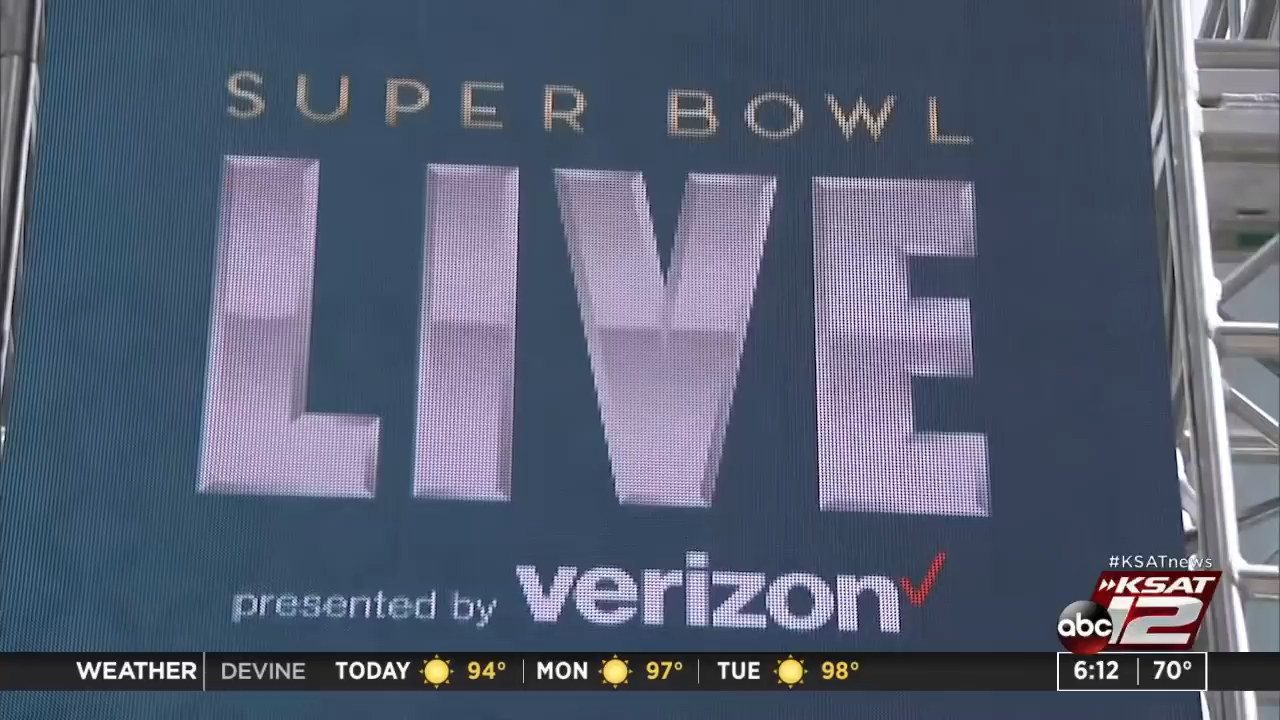 SUPER BOWL
LIVE
presented by verizon
#KSATnews
KSAT
abc 12
WEATHER DEVINE TODAY 94° MON 97° TUE 98° 6:12 70°